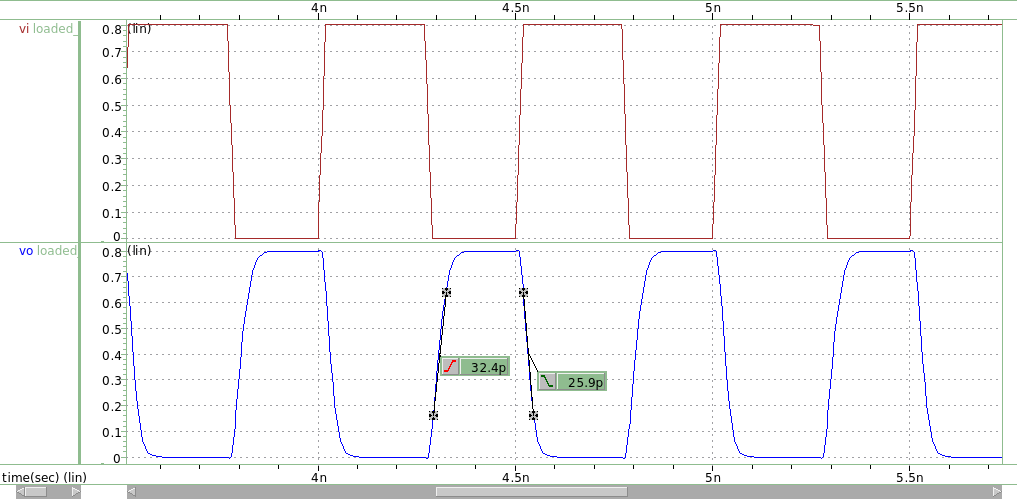 4n 4.5n 5n 5.5n
vi loaded_ 0.8 (lin)
0.7
0.6
0.5
0.4
0.3
0.2
0.1
0
vo loaded 0.8 (lin)
0.7
0.6
0.5
0.4
32.4p
0.3
25.9p
0.2
0.1
0
time(sec) (lin) 4n 4.5n 5n 5.5n